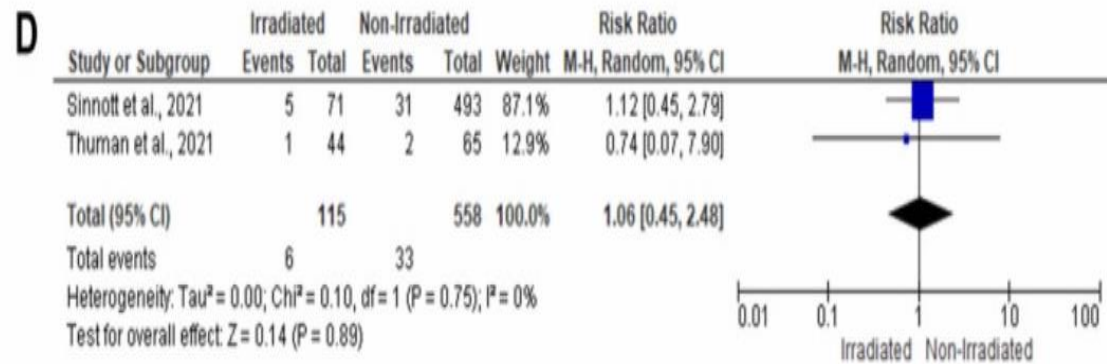 D
Irradiated Non-Irradiated Risk Ratio Risk Ratio
Study or Subgroup Events Total Events Total Weight M-H, Random, 95% CI M-H, Random, 95% CI
Sinnott et al., 2021 5 71 31 493 87.1% 1.12 [0.45, 2.79]
Thuman et al., 2021 1 44 2 65 12.9% 0.74 [0.07, 7.90]
Total (95% CI) 115 558 100.0% 1.06 [0.45, 2.48]
Total events 6 33
Heterogeneity: Tau² = 0.00; Chi² = 0.10, df = 1 (P = 0.75); I² = 0%
Test for overall effect: Z = 0.14 (P = 0.89)
0.01 0.1 1 10 100
Irradiated Non-Irradiated